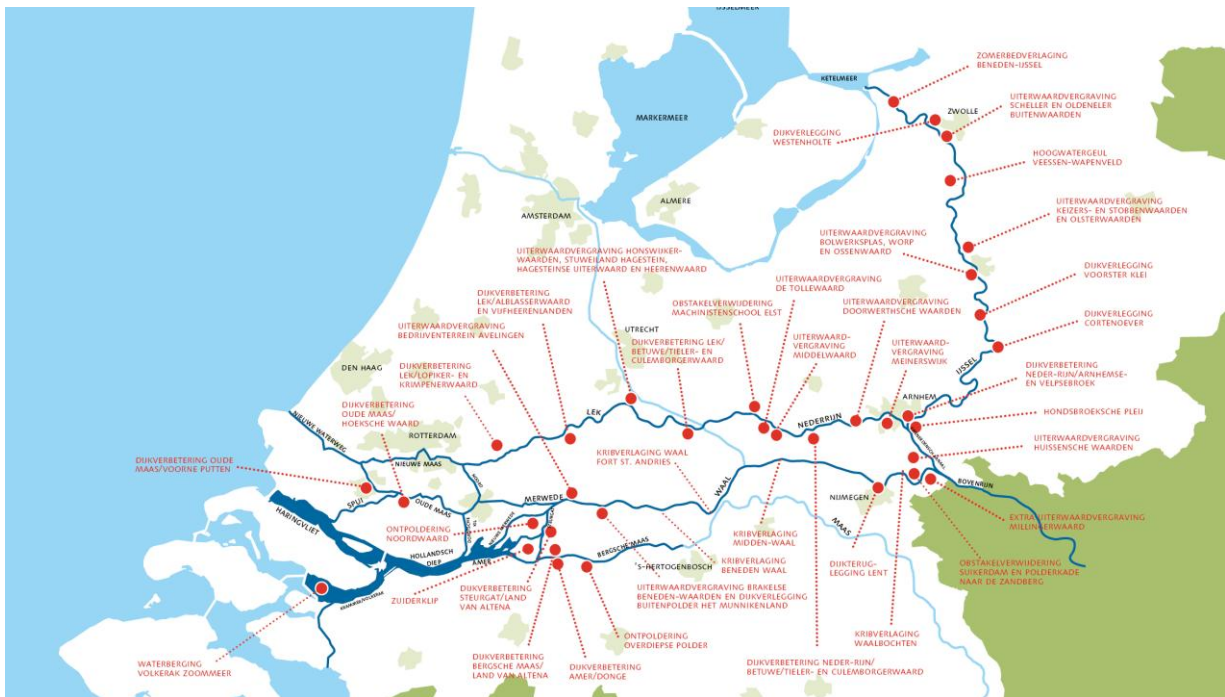 IJSSELMEER
KETELMEER
ZOMERBEDVERLAGING
BENEDEN-IJSSEL
MARKERMEER
ZWOLLE
UITERWAARDVERGRAVING
SCHELLER EN OLDENELER
BUITENWAARDEN
DIJKVERLEGGING
WESTENHOLTE
HOOGWATERGEUL
VEESSEN-WAPENVELD
ALMERE
AMSTERDAM
UITERWAARDVERGRAVING
KEIZERS- EN STOBBENWAARDEN
EN OLSTERWAARDEN
UITERWAARDVERGRAVING
BOLWERKSPLAS, WORP
EN OSSENWAARD
UITERWAARDVERGRAVING HONSWIJKER-
WAARDEN, STUWEILAND HAGESTEIN,
HAGESTEINSE UITERWAARD EN HEERENWAARD
DIJKVERLEGGING
VOORSTER KLEI
UITERWAARDVERGRAVING
DE TOLLEWAARD
DIJKVERBETERING
LEK/ALBLASSERWAARD
EN VIJFHEERENLANDEN
OBSTAKELVERWIJDERING
MACHINISTENSCHOOL ELST
UITERWAARDVERGRAVING
DOORWERTHSCHE WAARDEN
DIJKVERLEGGING
CORTENOEVER
UITERWAARDVERGRAVING
BEDRIJVENTERREIN AVELINGEN
UTRECHT
DIJKVERBETERING LEK/
BETUWE/TIELER- EN
CULEMBORGERWAARD
UITERWAARD-
VERGRAVING
MIDDELWAARD
UITERWAARD-
VERGRAVING
MEINERSWIJK
IJSSEL
DEN HAAG
DIJKVERBETERING
LEK/LOPIKER- EN
KRIMPENERWAARD
DIJKVERBETERING
NEDER-RIJN/ARNHEMSE-
EN VELPSEBROEK
ARNHEM
DIJKVERBETERING
OUDE MAAS/
HOEKSCHE WAARD
NIEUWE WATERWEG
LEK
NEDERRIJN
HONDSBROEKSCHE PLEIJ
ROTTERDAM
NIEUWE MAAS
KRIBVERLAGING WAAL
FORT ST. ANDRIES
UITERWAARDVERGRAVING
HUISSENSCHE WAARDEN
DIJKVERBETERING OUDE
MAAS/VOORNE PUTTEN
NOORD
WAAL
NIJMEGEN
BOVENRIJN
SPUI
OUDE MAAS
MERWEDE
HARINGVLIET
MAAS
EXTRA UITERWAARDVERGRAVING
MILLINGERWAARD
ONTPOLDERING
NOORDWAARD
KRIBVERLAGING
MIDDEN-WAAL
HOLLANDSCH
DIEP
AMER
BERGSCHE MAAS
'S-HERTOGENBOSCH
KRIBVERLAGING
BENEDEN WAAL
DIJKTERUG-
LEGGING LENT
OBSTAKELVERWIJDERING
SUIKERDAM EN POLDERKADE
NAAR DE ZANDBERG
ZUIDERKLIP
DIJKVERBETERING
STEURGAT/LAND
VAN ALTENA
UITERWAARDVERGRAVING BRAKELSE
BENEDEN-WAARDEN EN DIJKVERLEGGING
BUITENPOLDER HET MUNNIKENLAND
ONTPOLDERING
OVERDIEPSE POLDER
KRIBVERLAGING
WAALBOCHTEN
WATERBERGING
VOLKERAK ZOOMMEER
DIJKVERBETERING
BERGSCHE MAAS/
LAND VAN ALTENA
DIJKVERBETERING
AMER/DONGE
DIJKVERBETERING NEDER-RIJN/
BETUWE/TIELER- EN CULEMBORGERWAARD